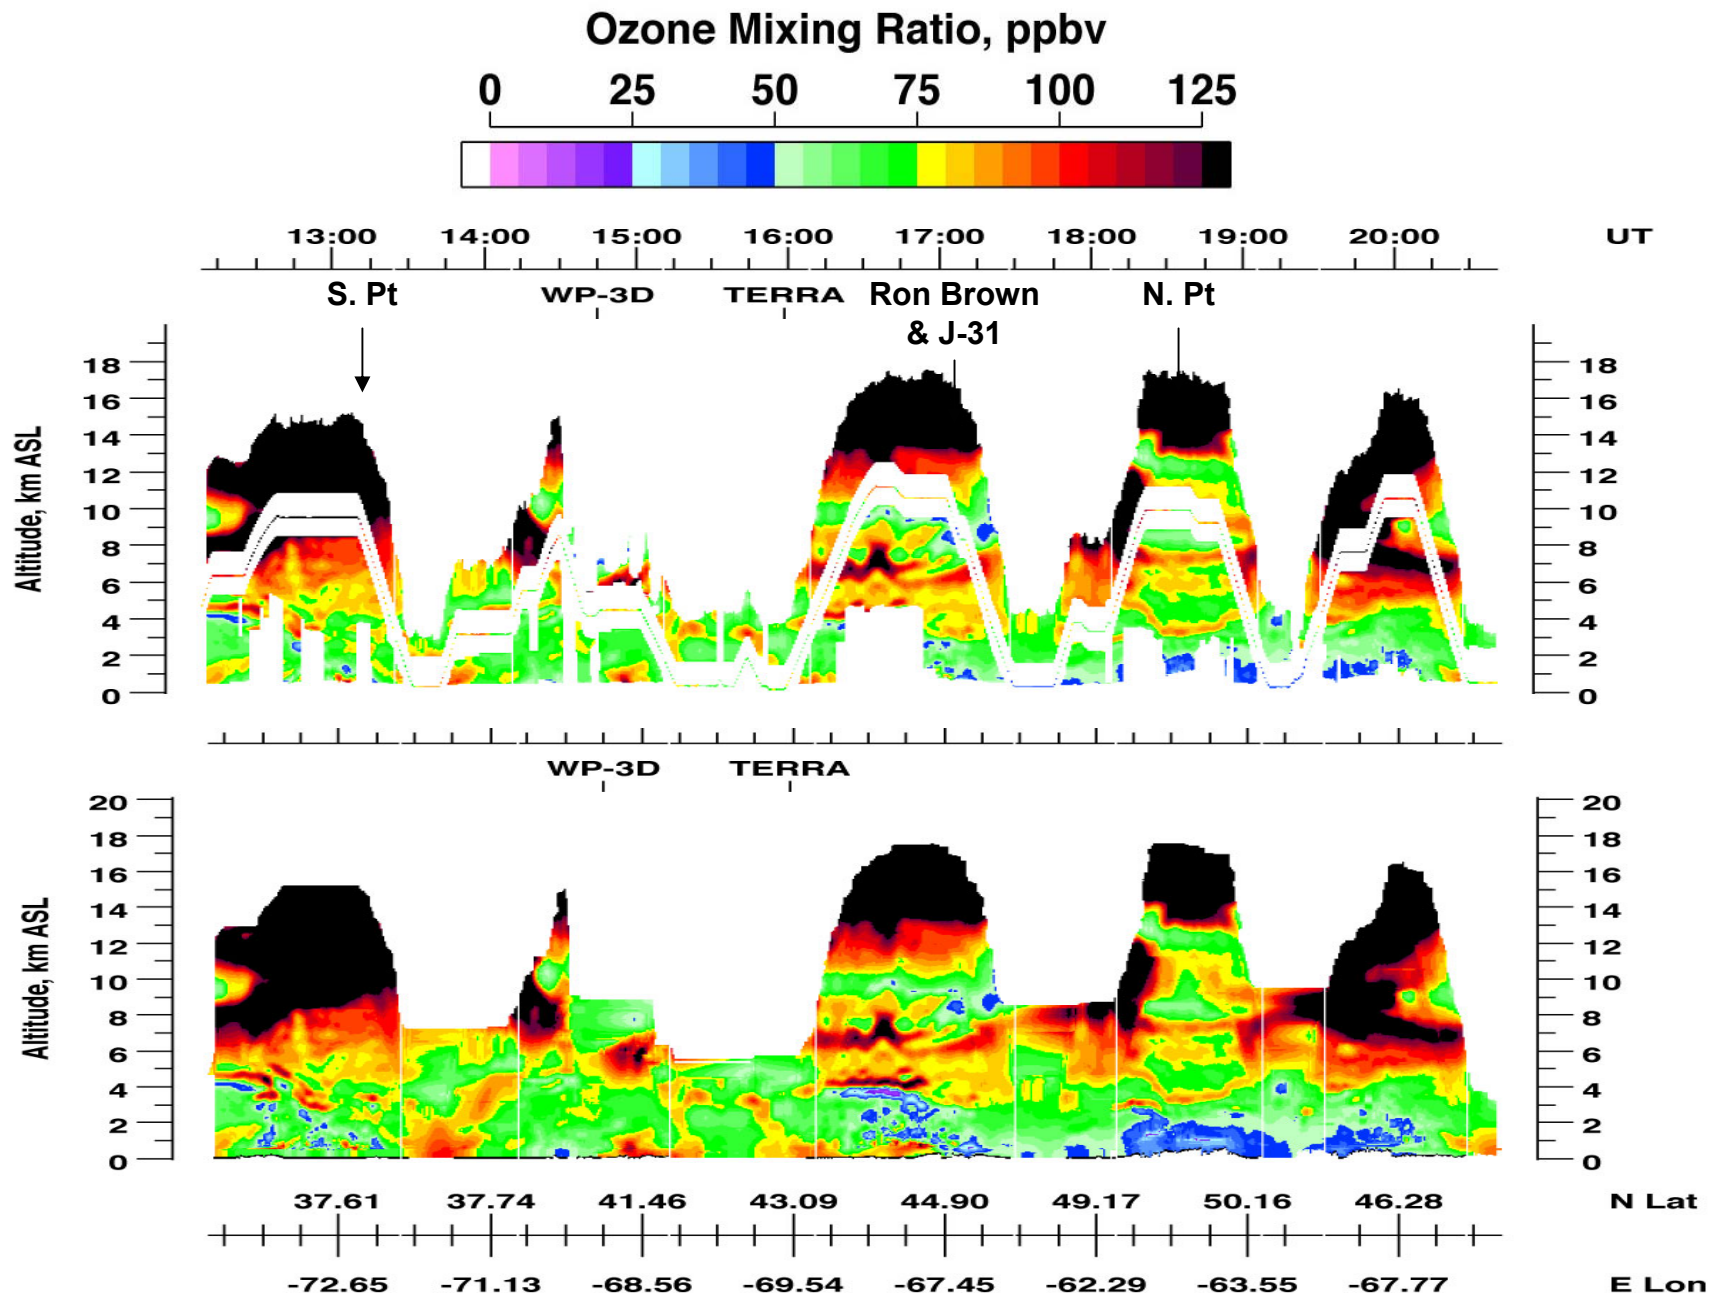 Ozone Mixing Ratio, ppbv
0 25 50 75 100 125
13:00 14:00 15:00 16:00 17:00 18:00 19:00 20:00 UT
S. Pt WP-3D TERRA Ron Brown N. Pt
& J-31
18 18
16 16
14 14
12 12
10 10
8 8
6 6
4 4
2 2
0 0
Altitude, km ASL
WP-3D TERRA
20 20
18 18
16 16
14 14
12 12
10 10
8 8
6 6
4 4
2 2
0 0
Altitude, km ASL
37.61 37.74 41.46 43.09 44.90 49.17 50.16 46.28 N Lat
-72.65 -71.13 -68.56 -69.54 -67.45 -62.29 -63.55 -67.77 E Lon